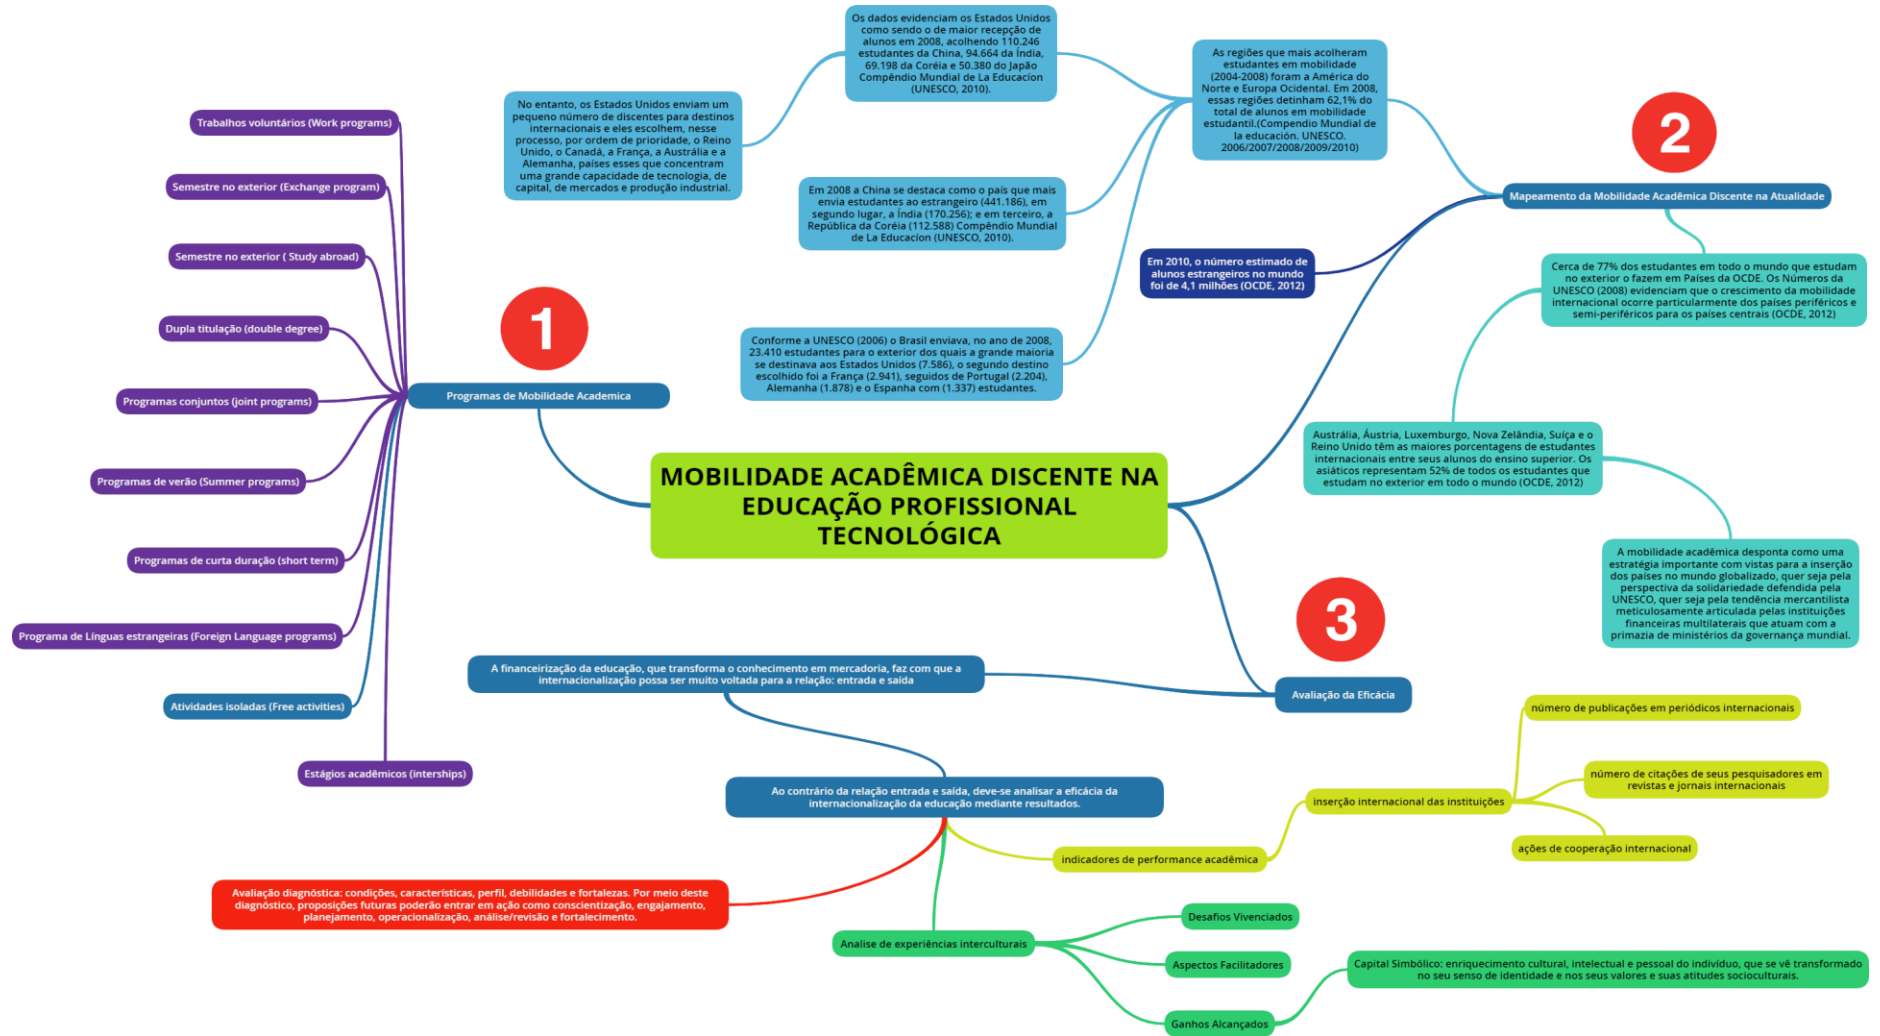 MOBILIDADE ACADÊMICA DISCENTE NA
EDUCAÇÃO PROFISSIONAL
TECNOLÓGICA
1
Programas de Mobilidade Academica
Trabalhos voluntários (Work programs)
Semestre no exterior (Exchange program)
Semestre no exterior ( Study abroad)
Dupla titulação (double degree)
Programas conjuntos (joint programs)
Programas de verão (Summer programs)
Programas de curta duração (short term)
Programa de Línguas estrangeiras (Foreign Language programs)
Atividades isoladas (Free activities)
Estágios acadêmicos (interships)
2
Mapeamento da Mobilidade Acadêmica Discente na Atualidade
As regiões que mais acolheram
estudantes em mobilidade
(2004-2008) foram a América do
Norte e Europa Ocidental. Em 2008,
essas regiões detinham 62,1% do
total de alunos em mobilidade
estudantil.(Compendio Mundial de
la educación. UNESCO.
2006/2007/2008/2009/2010)
Os dados evidenciam os Estados Unidos
como sendo o de maior recepção de
alunos em 2008, acolhendo 110.246
estudantes da China, 94.664 da Índia,
69.198 da Coréia e 50.380 do Japão
Compêndio Mundial de La Educacíon
(UNESCO, 2010).
No entanto, os Estados Unidos enviam um
pequeno número de discentes para destinos
internacionais e eles escolhem, nesse
processo, por ordem de prioridade, o Reino
Unido, o Canadá, a França, a Austrália e a
Alemanha, países esses que concentram
uma grande capacidade de tecnologia, de
capital, de mercados e produção industrial.
Em 2008 a China se destaca como o país que mais
envia estudantes ao estrangeiro (441.186), em
segundo lugar, a Índia (170.256); e em terceiro, a
República da Coréia (112.588) Compêndio Mundial
de La Educacíon (UNESCO, 2010).
Conforme a UNESCO (2006) o Brasil enviava, no ano de 2008,
23.410 estudantes para o exterior dos quais a grande maioria
se destinava aos Estados Unidos (7.586), o segundo destino
escolhido foi a França (2.941), seguidos de Portugal (2.204),
Alemanha (1.878) e o Espanha com (1.337) estudantes.
Em 2010, o número estimado de
alunos estrangeiros no mundo
foi de 4,1 milhões (OCDE, 2012)
Cerca de 77% dos estudantes em todo o mundo que estudam
no exterior o fazem em Países da OCDE. Os Números da
UNESCO (2008) evidenciam que o crescimento da mobilidade
internacional ocorre particularmente dos países periféricos e
semi-periféricos para os países centrais (OCDE, 2012)
Austrália, Áustria, Luxemburgo, Nova Zelândia, Suíça e o
Reino Unido têm as maiores porcentagens de estudantes
internacionais entre seus alunos do ensino superior. Os
asiáticos representam 52% de todos os estudantes que
estudam no exterior em todo o mundo (OCDE, 2012)
A mobilidade acadêmica desponta como uma
estratégia importante com vistas para a inserção
dos países no mundo globalizado, quer seja pela
perspectiva da solidariedade defendida pela
UNESCO, quer seja pela tendência mercantilista
meticulosamente articulada pelas instituições
financeiras multilaterais que atuam com a
primazia de ministérios da governança mundial.
3
Avaliação da Eficácia
A financeirização da educação, que transforma o conhecimento em mercadoria, faz com que a
internacionalização possa ser muito voltada para a relação: entrada e saída
Ao contrário da relação entrada e saída, deve-se analisar a eficácia da
internacionalização da educação mediante resultados.
indicadores de performance acadêmica
inserção internacional das instituições
número de publicações em periódicos internacionais
número de citações de seus pesquisadores em
revistas e jornais internacionais
ações de cooperação internacional
Avaliação diagnóstica: condições, características, perfil, debilidades e fortalezas. Por meio deste
diagnóstico, proposições futuras poderão entrar em ação como conscientização, engajamento,
planejamento, operacionalização, análise/revisão e fortalecimento.
Analise de experiências interculturais
Desafios Vivenciados
Aspectos Facilitadores
Ganhos Alcançados
Capital Simbólico: enriquecimento cultural, intelectual e pessoal do indivíduo, que se vê transformado
no seu senso de identidade e nos seus valores e suas atitudes socioculturais.